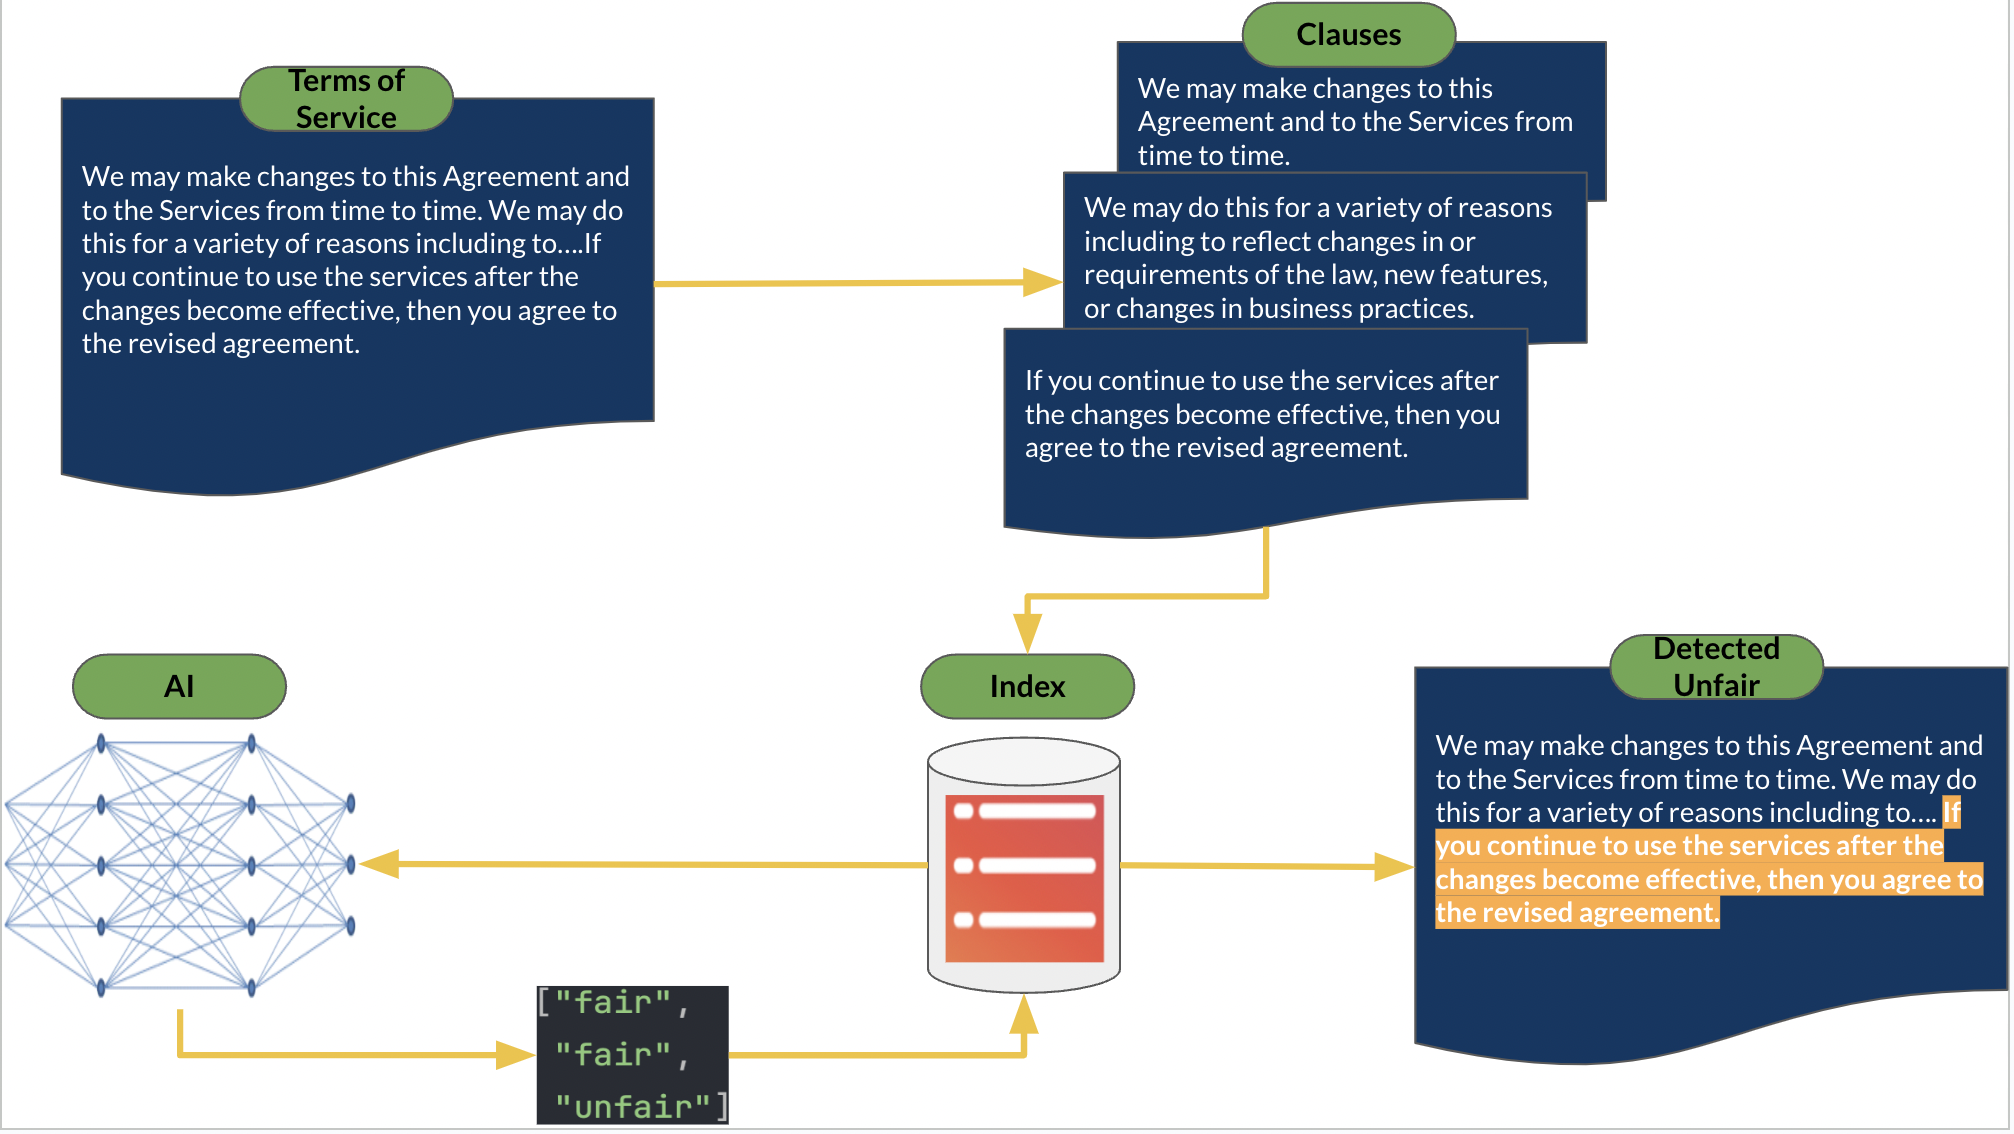 Terms of
Service
We may make changes to this Agreement and
to the Services from time to time. We may do
this for a variety of reasons including to....If
you continue to use the services after the
changes become effective, then you agree to
the revised agreement.
Clauses
We may make changes to this
Agreement and to the Services from
time to time.
We may do this for a variety of reasons
including to reflect changes in or
requirements of the law, new features,
or changes in business practices.
If you continue to use the services after
the changes become effective, then you
agree to the revised agreement.
AI
Index
Detected
Unfair
We may make changes to this Agreement and
to the Services from time to time. We may do
this for a variety of reasons including to.... If
you continue to use the services after the
changes become effective, then you agree to
the revised agreement.
["fair",
"fair",
"unfair"]